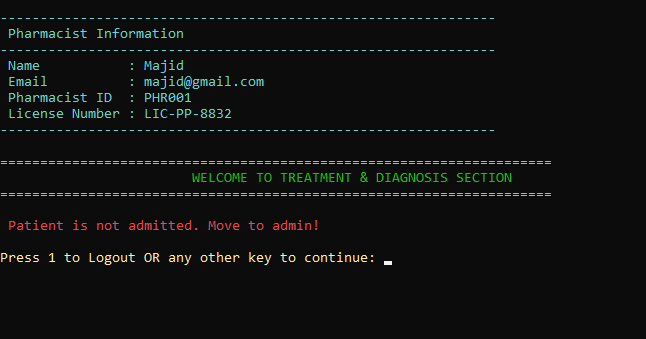 --------------------------------------------------------------
Pharmacist Information
--------------------------------------------------------------
Name           : Majid
Email          : majid@gmail.com
Pharmacist ID  : PHR001
License Number : LIC-PP-8832
--------------------------------------------------------------
=====================================================================
WELCOME TO TREATMENT & DIAGNOSIS SECTION
=====================================================================
Patient is not admitted. Move to admin!
Press 1 to Logout OR any other key to continue: